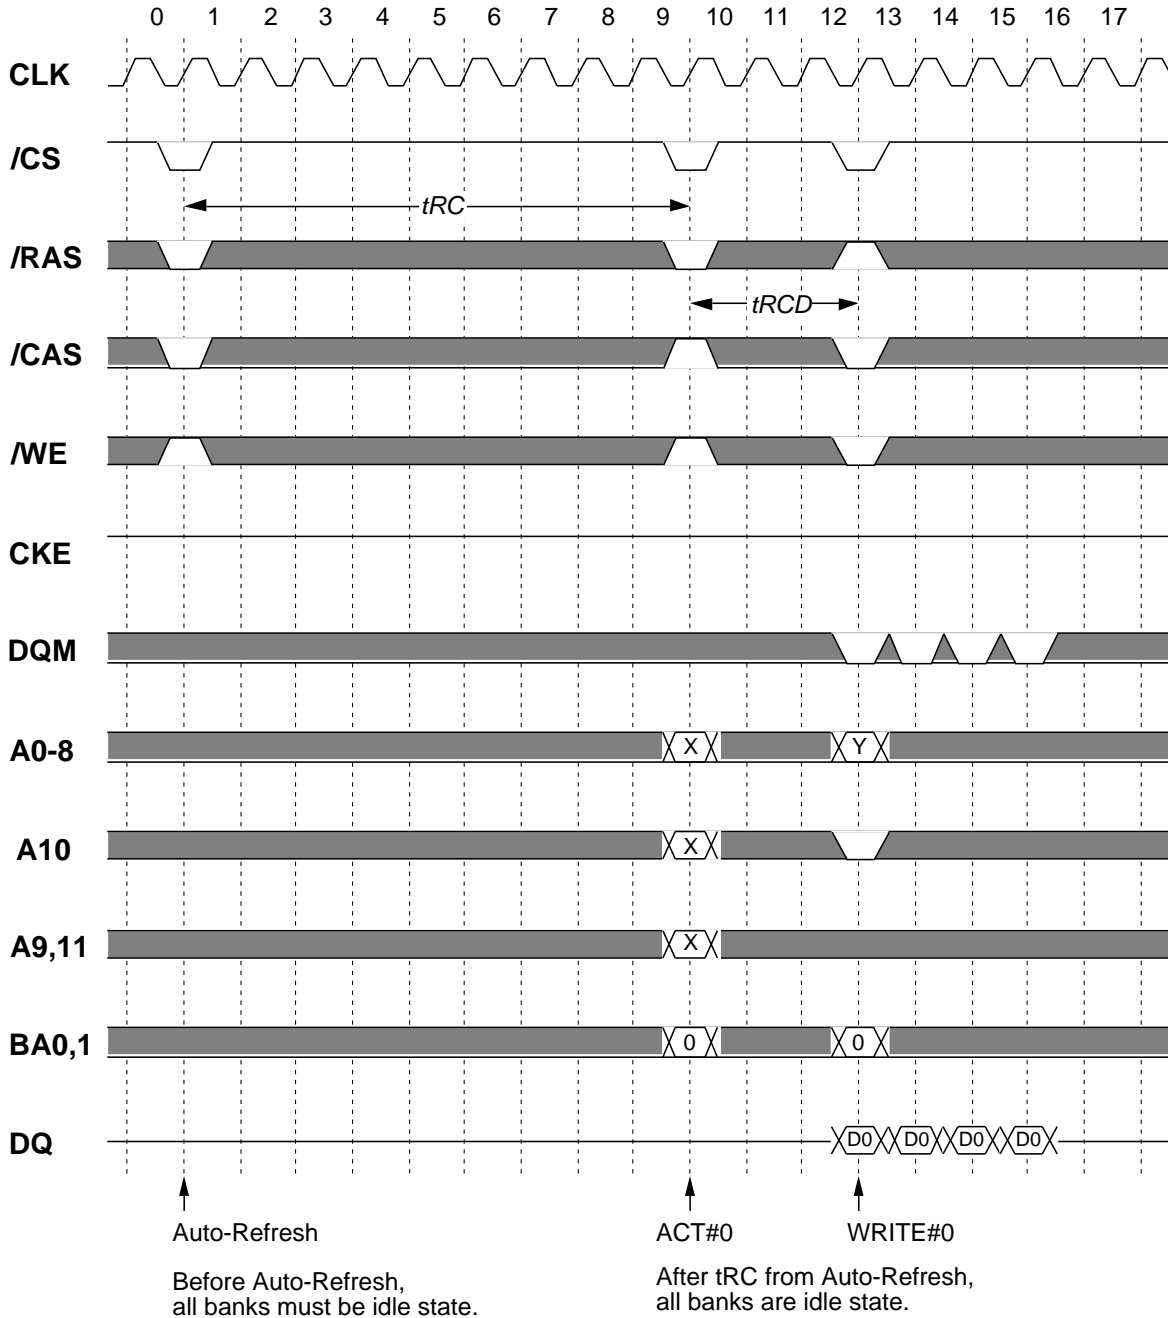 0 1 2 3 4 5 6 7 8 9 10 11 12 13 14 15 16 17
CLK
/CS
tRC
/RAS
tRCD
/CAS
/WE
CKE
DQM
A0-8 X Y
A10 X
A9,11 X
BA0,1 0 0
DQ D0 D0 D0 D0
Auto-Refresh ACT#0 WRITE#0
Before Auto-Refresh,
all banks must be idle state.
After tRC from Auto-Refresh,
all banks are idle state.